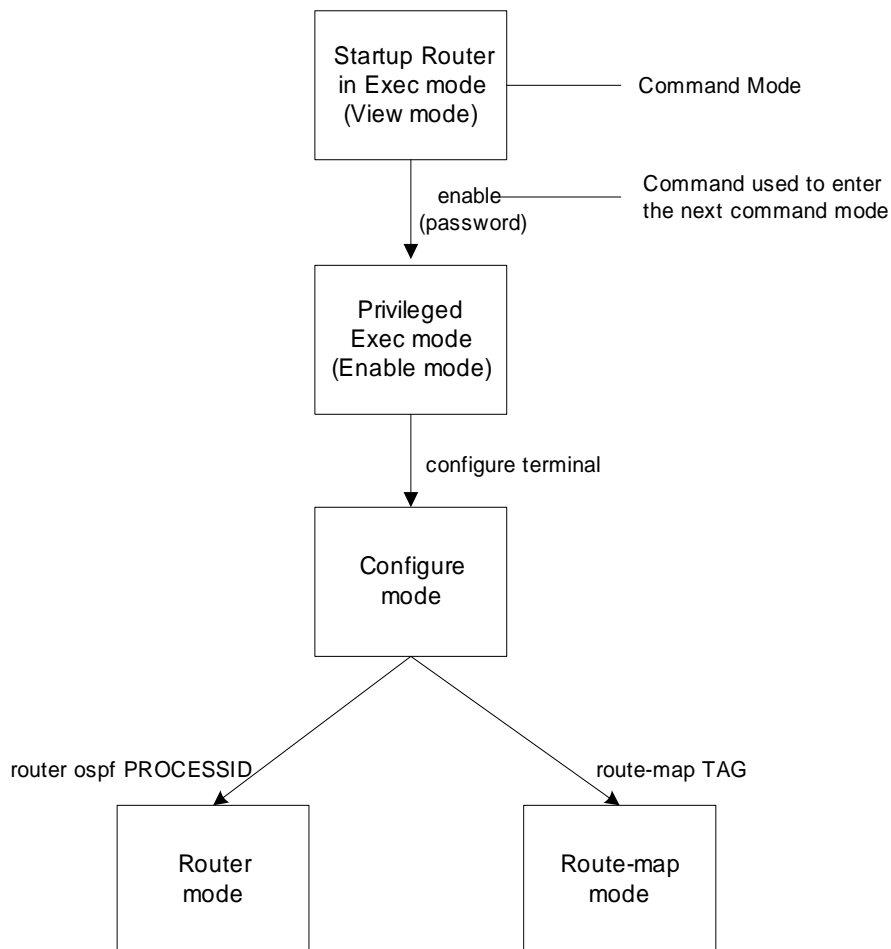 Startup Router
in Exec mode
(View mode)
Command Mode
enable
(password)
Command used to enter
the next command mode
Privileged
Exec mode
(Enable mode)
configure terminal
Configure
mode
router ospf PROCESSID
route-map TAG
Router
mode
Route-map
mode